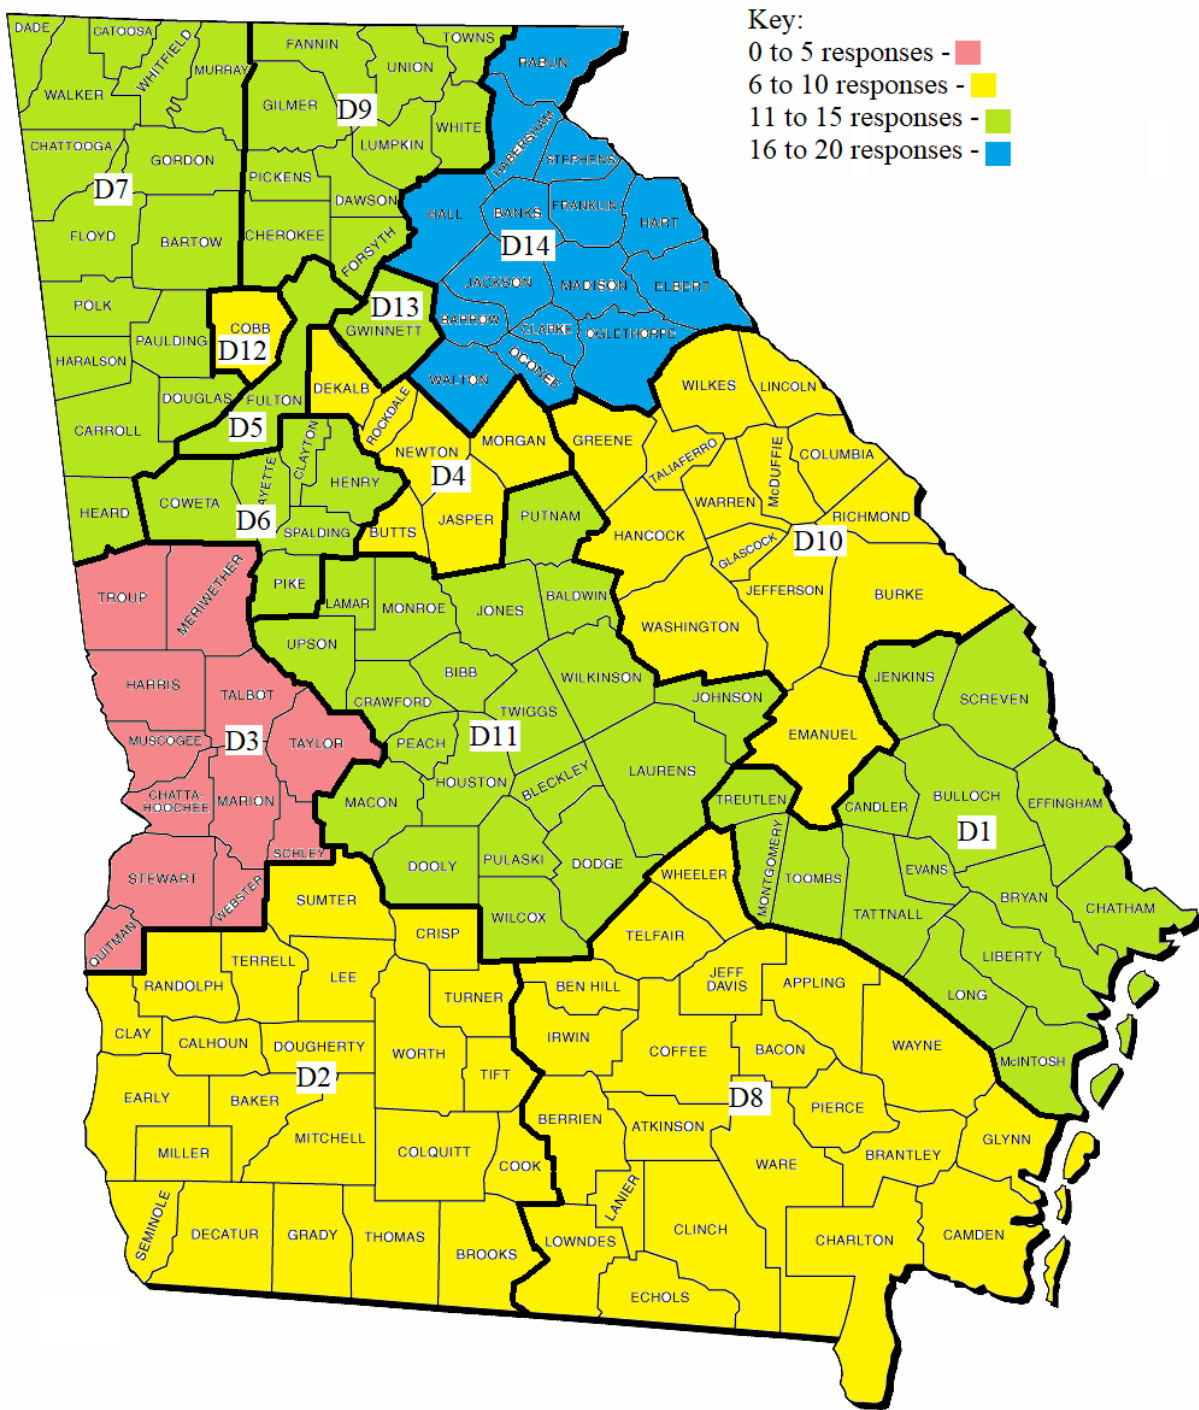 Key:
0 to 5 responses -
6 to 10 responses -
11 to 15 responses -
16 to 20 responses -
DADE
CATOOSA
WHITFIELD
MURRAY
WALKER
CHATTOOGA
GORDON
D7
FLOYD
BARTOW
POLK
PAULDING
HARALSON
DOUGLAS
CARROLL
HEARD
FANNIN
TOWNS
UNION
GILMER
D9
WHITE
LUMPKIN
PICKENS
DAWSON
CHEROKEE
FORSYTH
RABUN
HABERSHAM
STEPHENS
HALL
BANKS
FRANKLIN
HART
D14
JACKSON
MADISON
ELBERT
BARROW
CLARKE
OGLETHORPE
OCONEE
WALTON
D13
GWINNETT
COBB
D12
FULTON
D5
DEKALB
ROCKDALE
NEWTON
MORGAN
D4
BUTTS
JASPER
CLAYTON
HENRY
COWETA
AYETTE
D6
SPALDING
PIKE
WILKES
LINCOLN
GREENE
TALIAFERRO
McDUFFIE
COLUMBIA
WARREN
RICHMOND
HANCOCK
GLASCOCK
D10
JEFFERSON
BURKE
WASHINGTON
EMANUEL
TROUP
MERIWETHER
HARRIS
TALBOT
MUSCOGEE
D3
TAYLOR
CHATTA-
HOOCHEE
MARION
SCHLEY
STEWART
WEBSTER
QUITMAN
PUTNAM
LAMAR
MONROE
JONES
BALDWIN
UPSON
BIBB
WILKINSON
CRAWFORD
TWIGGS
JOHNSON
PEACH
D11
HOUSTON
BLECKLEY
LAURENS
MACON
DOOLY
PULASKI
DODGE
WILCOX
JENKINS
SCREVEN
TREUTLEN
CANDLER
BULLOCH
EFFINGHAM
D1
MONTGOMERY
TOOMBS
EVANS
TATTNALL
BRYAN
CHATHAM
LIBERTY
LONG
McINTOSH
SUMTER
CRISP
TERRELL
LEE
RANDOLPH
TURNER
CLAY
CALHOUN
DOUGHERTY
WORTH
TIFT
D2
EARLY
BAKER
MITCHELL
MILLER
COLQUITT
COOK
SEMINOLE
DECATUR
GRADY
THOMAS
BROOKS
WHEELER
TELFAIR
BEN HILL
JEFF
DAVIS
APPLING
IRWIN
COFFEE
BACON
WAYNE
D8
BERRIEN
ATKINSON
PIERCE
WARE
BRANTLEY
GLYNN
LANIER
LOWNDES
CLINCH
CHARLTON
CAMDEN
ECHOLS